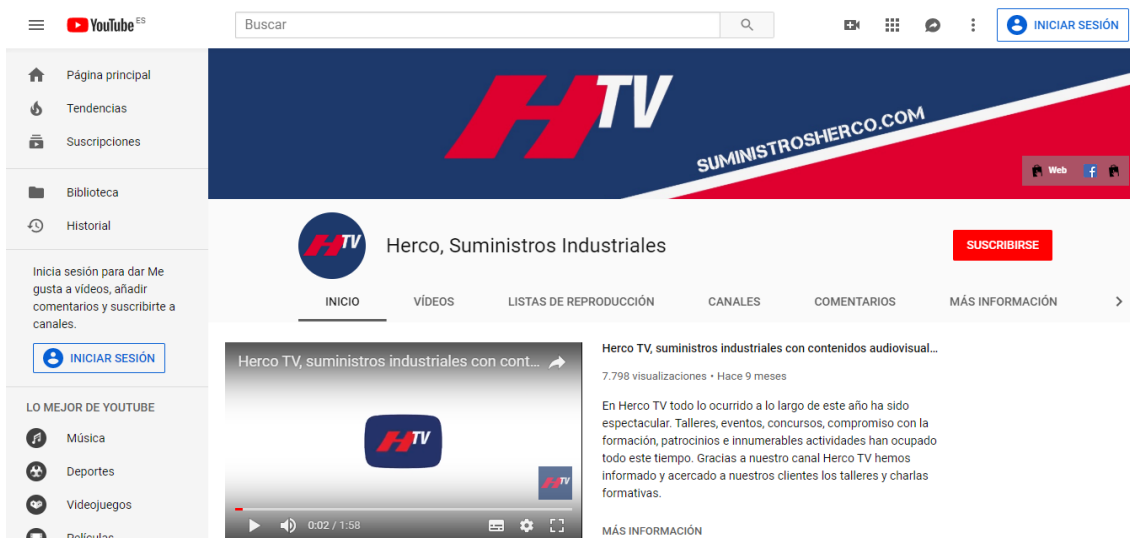 YouTube ES
Buscar
INICIAR SESIÓN
Página principal
Tendencias
Suscripciones
Biblioteca
Historial
Inicia sesión para dar Me
gusta a vídeos, añadir
comentarios y suscribirte a
canales.
INICIAR SESIÓN
LO MEJOR DE YOUTUBE
Música
Deportes
Videojuegos
Películas
HTV
SUMINISTROSHERCO.COM
Web
HTV
Herco, Suministros Industriales
SUSCRIBIRSE
INICIO VÍDEOS LISTAS DE REPRODUCCIÓN CANALES COMENTARIOS MÁS INFORMACIÓN
Herco TV, suministros industriales con cont...
HTV
HTV
0:02 / 1:58
Herco TV, suministros industriales con contenidos audiovisual...
7.798 visualizaciones • Hace 9 meses
En Herco TV todo lo ocurrido a lo largo de este año ha sido
espectacular. Talleres, eventos, concursos, compromiso con la
formación, patrocinios e innumerables actividades han ocupado
todo este tiempo. Gracias a nuestro canal Herco TV hemos
informado y acercado a nuestros clientes los talleres y charlas
formativas.
MÁS INFORMACIÓN